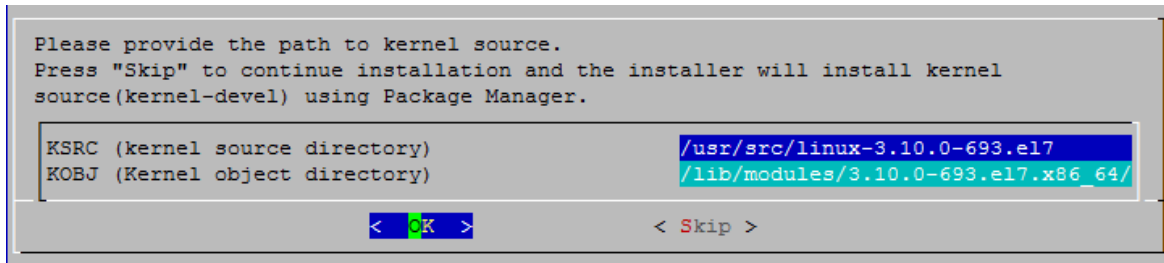 Please provide the path to kernel source.
Press "Skip" to continue installation and the installer will install kernel
source(kernel-devel) using Package Manager.
KSRC (kernel source directory) /usr/src/linux-3.10.0-693.el7
KOBJ (Kernel object directory) /lib/modules/3.10.0-693.el7.x86_64/
< OK > < Skip >